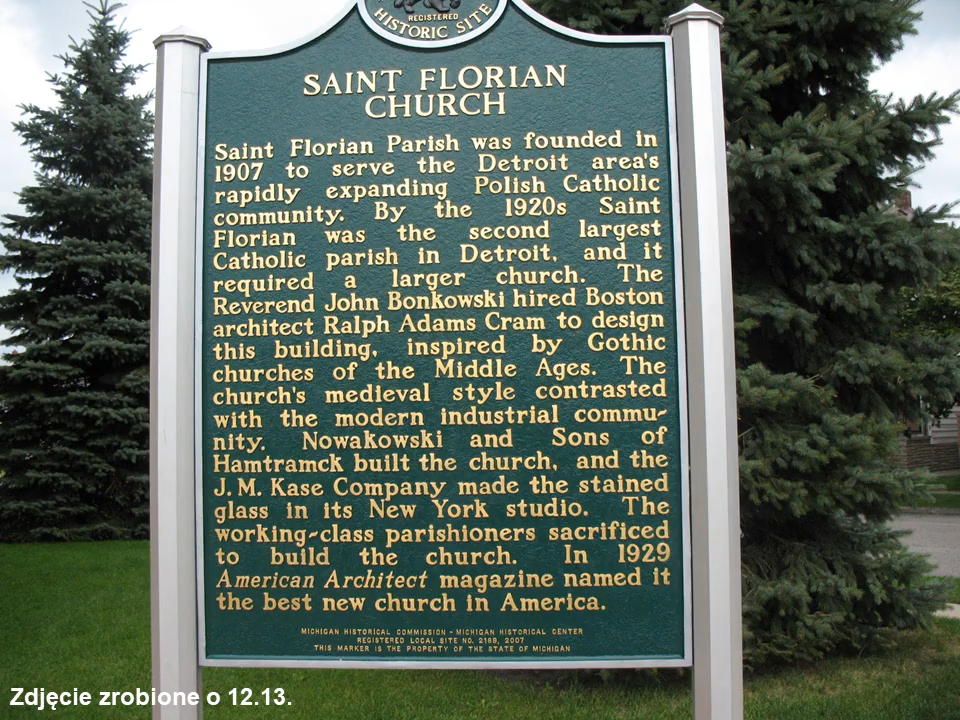 REGISTERED
HISTORIC SITE
SAINT FLORIAN
CHURCH
Saint Florian Parish was founded in
1907 to serve the Detroit area's
rapidly expanding Polish Catholic
community. By the 1920s Saint
Florian was the second largest
Catholic parish in Detroit, and it
required a larger church. The
Reverend John Bonkowski hired Boston
architect Ralph Adams Cram to design
this building, inspired by Gothic
churches of the Middle Ages. The
church's medieval style contrasted
with the modern industrial commu-
nity. Nowakowski and Sons of
Hamtramck built the church, and the
J. M. Kase Company made the stained
glass in its New York studio. The
working-class parishioners sacrificed
to build the church. In 1929
American Architect magazine named it
the best new church in America.
MICHIGAN HISTORICAL COMMISSION - MICHIGAN HISTORICAL CENTER
REGISTERED LOCAL SITE NO. 2169, 2007
THIS MARKER IS THE PROPERTY OF THE STATE OF MICHIGAN
Zdjęcie zrobione o 12.13.